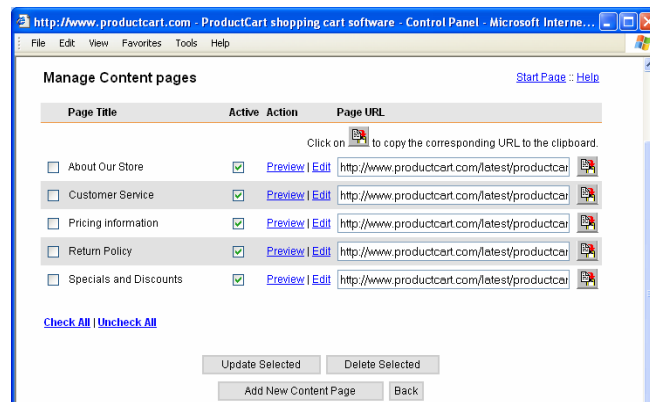 http://www.productcart.com - ProductCart shopping cart software - Control Panel - Microsoft Interne...
File Edit View Favorites Tools Help
Manage Content pages Start Page :: Help
Page Title Active Action Page URL
Click on to copy the corresponding URL to the clipboard.
About Our Store Preview | Edit http://www.productcart.com/latest/productcar
Customer Service Preview | Edit http://www.productcart.com/latest/productcar
Pricing information Preview | Edit http://www.productcart.com/latest/productcar
Return Policy Preview | Edit http://www.productcart.com/latest/productcar
Specials and Discounts Preview | Edit http://www.productcart.com/latest/productcar
Check All | Uncheck All
Update Selected Delete Selected
Add New Content Page Back